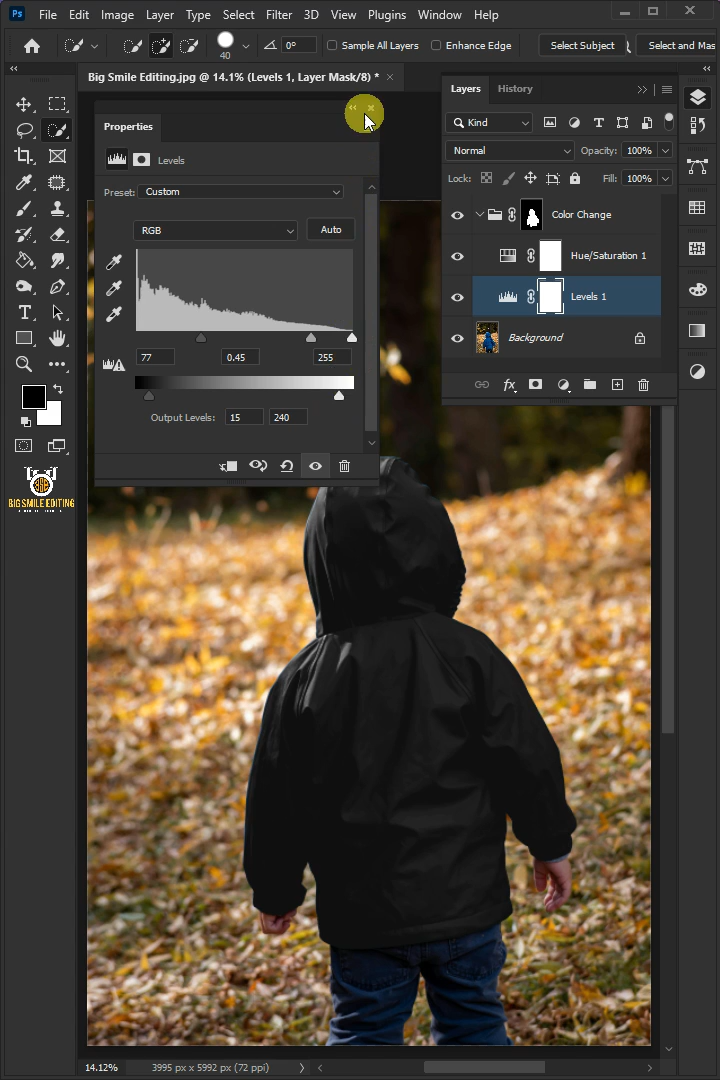 Ps File Edit Image Layer Type Select Filter 3D View Plugins Window Help
40 0° Sample All Layers Enhance Edge Select Subject Select and Mas
Big Smile Editing.jpg @ 14.1% (Levels 1, Layer Mask/8) *
Properties
Levels
Preset: Custom
RGB Auto
77 0.45 255
Output Levels: 15 240
Layers History
Kind
Normal Opacity: 100%
Lock: Fill: 100%
Color Change
Hue/Saturation 1
Levels 1
Background
fx
BSE
BIG SMILE EDITING
14.12% 3995 px x 5992 px (72 ppi)